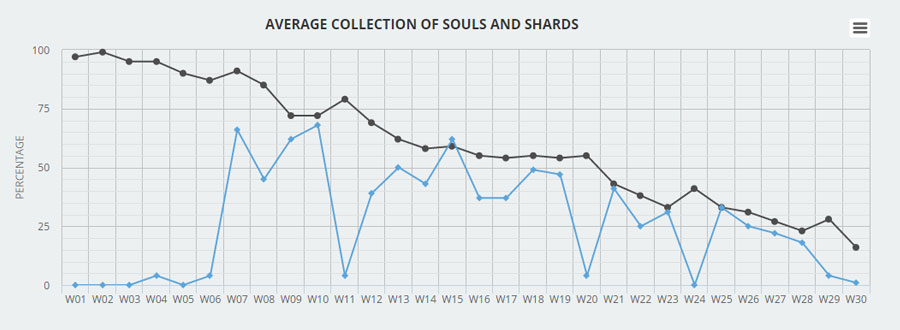 AVERAGE COLLECTION OF SOULS AND SHARDS
PERCENTAGE
100
75
50
25
0
W01 W02 W03 W04 W05 W06 W07 W08 W09 W10 W11 W12 W13 W14 W15 W16 W17 W18 W19 W20 W21 W22 W23 W24 W25 W26 W27 W28 W29 W30